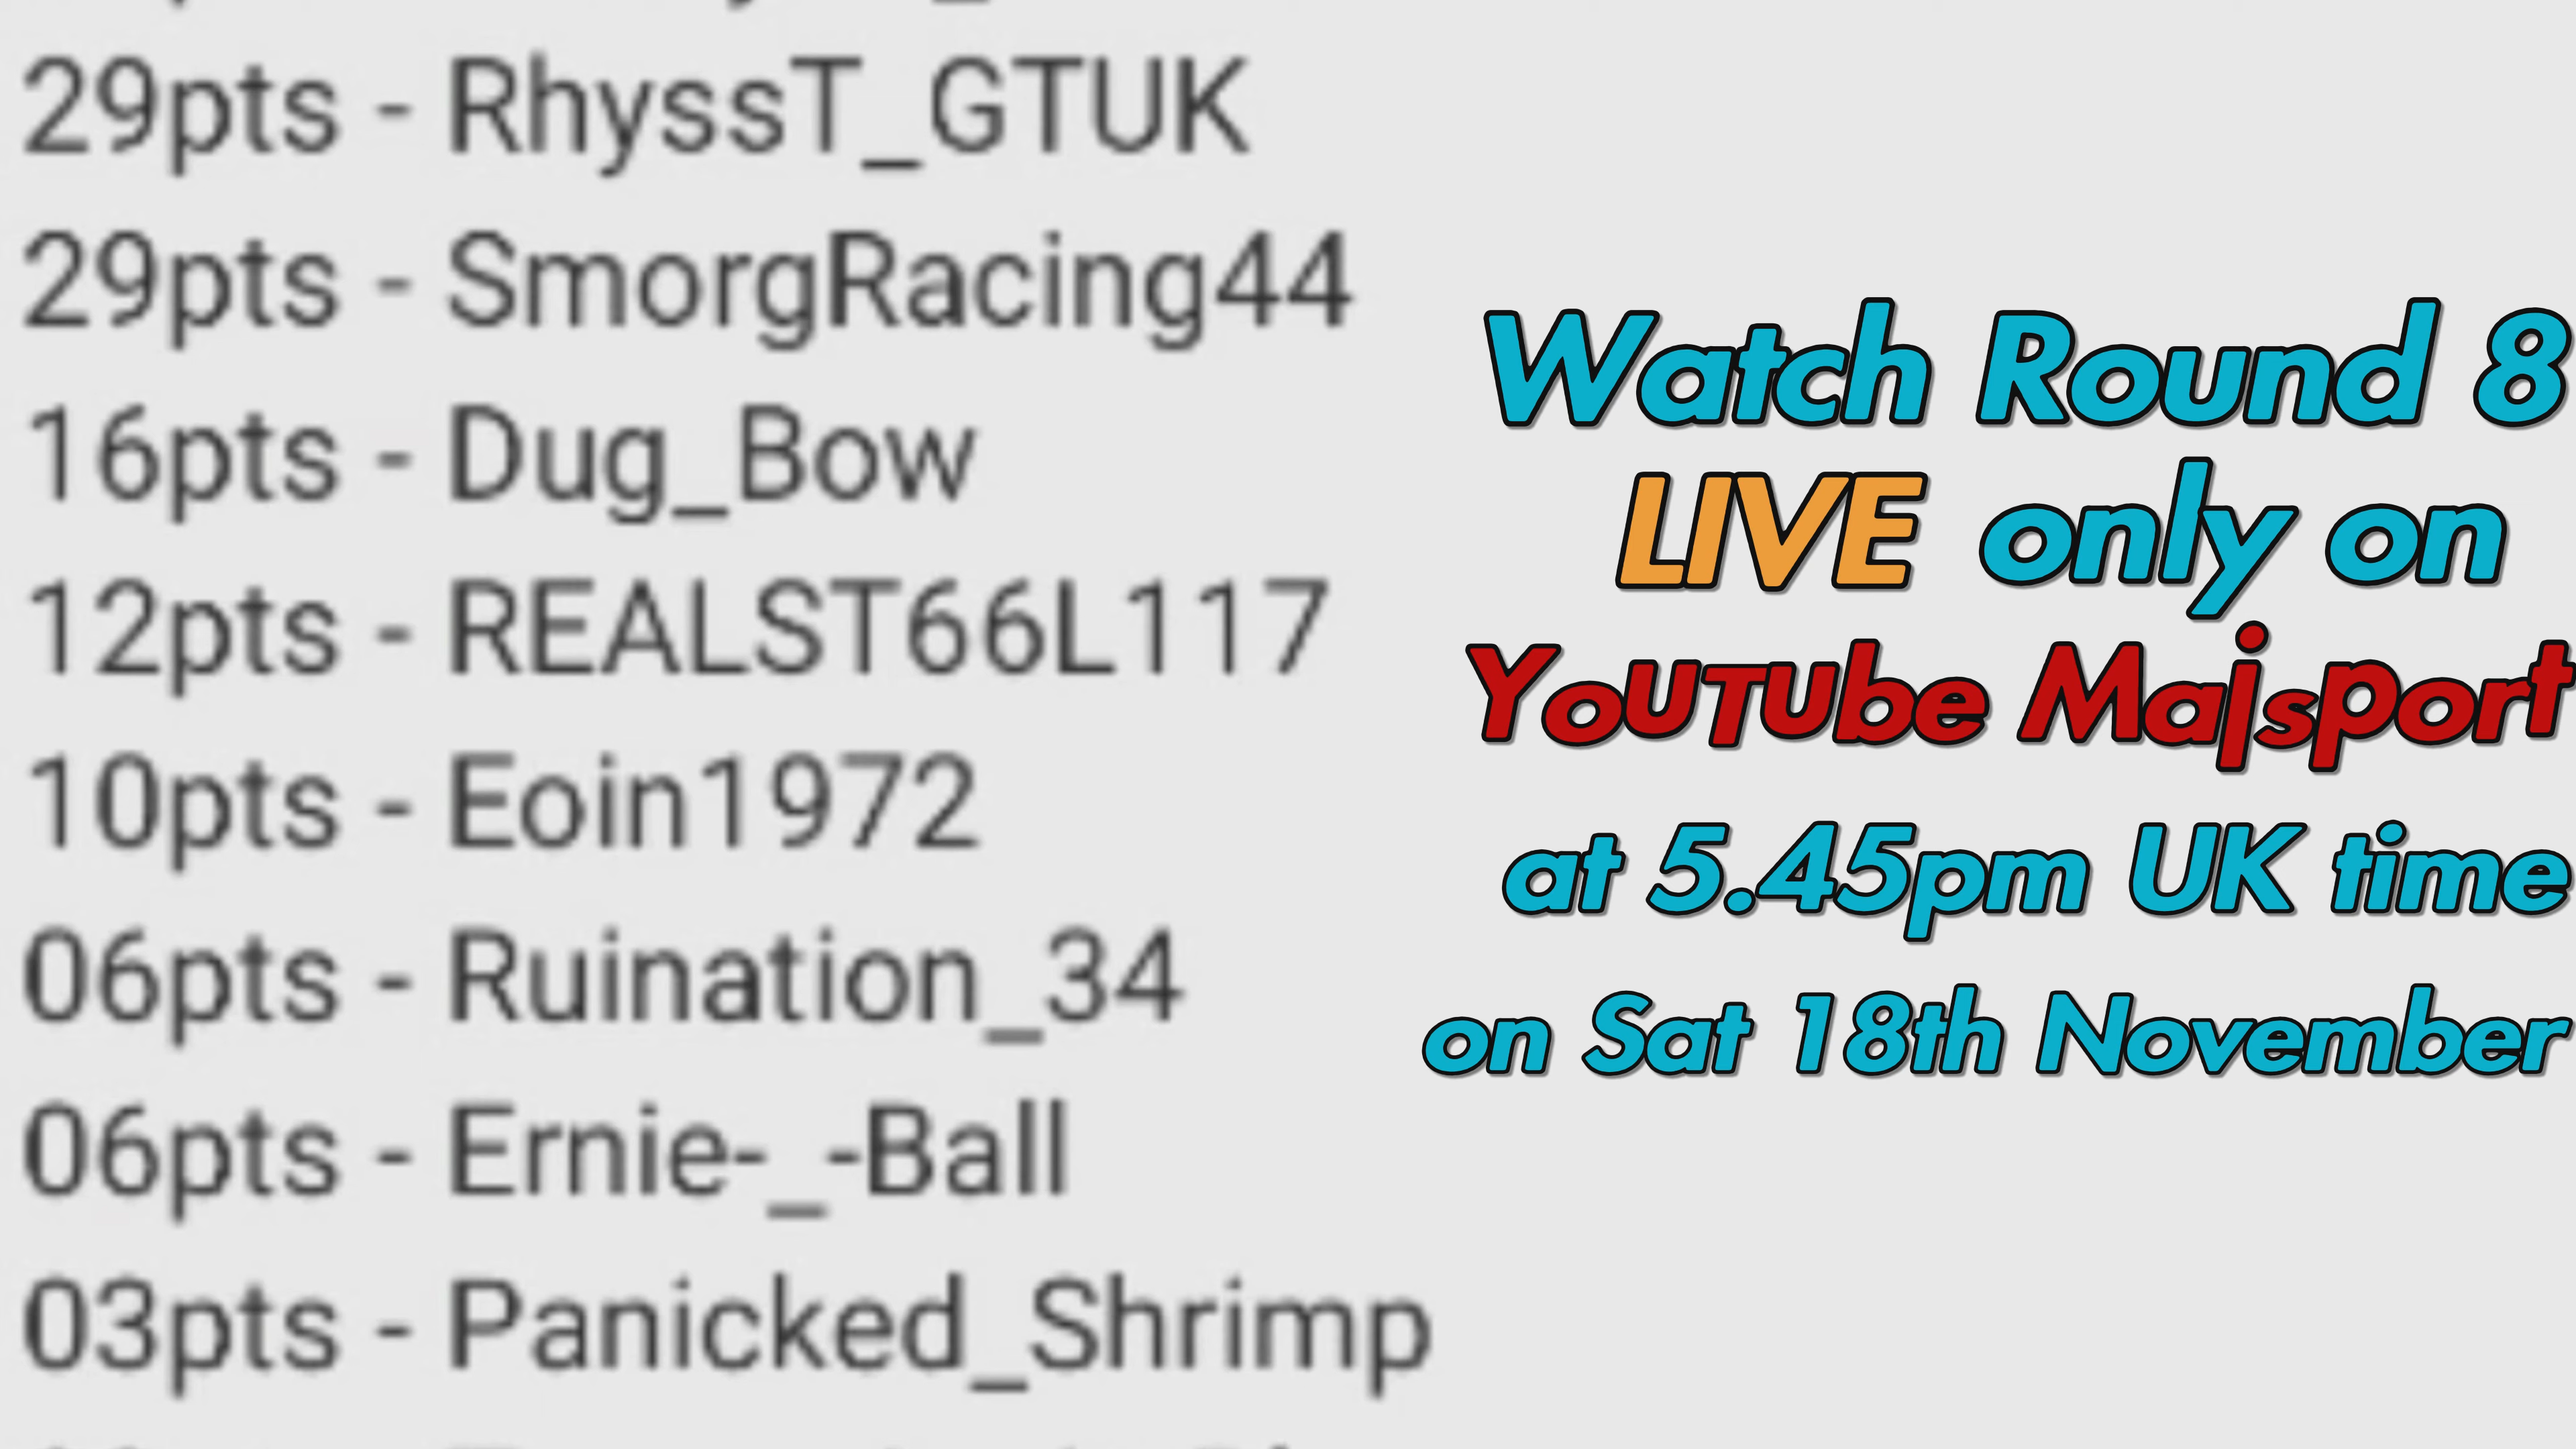 29pts - RhyssT_GTUK
29pts - SmorgRacing44
16pts - Dug_Bow
12pts - REALST66L117
10pts - Eoin1972
06pts - Ruination_34
06pts - Ernie-_-Ball
03pts - Panicked_Shrimp
Watch Round 8
LIVE only on
YoUTUbe Majsport
at 5.45pm UK time
on Sat 18th November